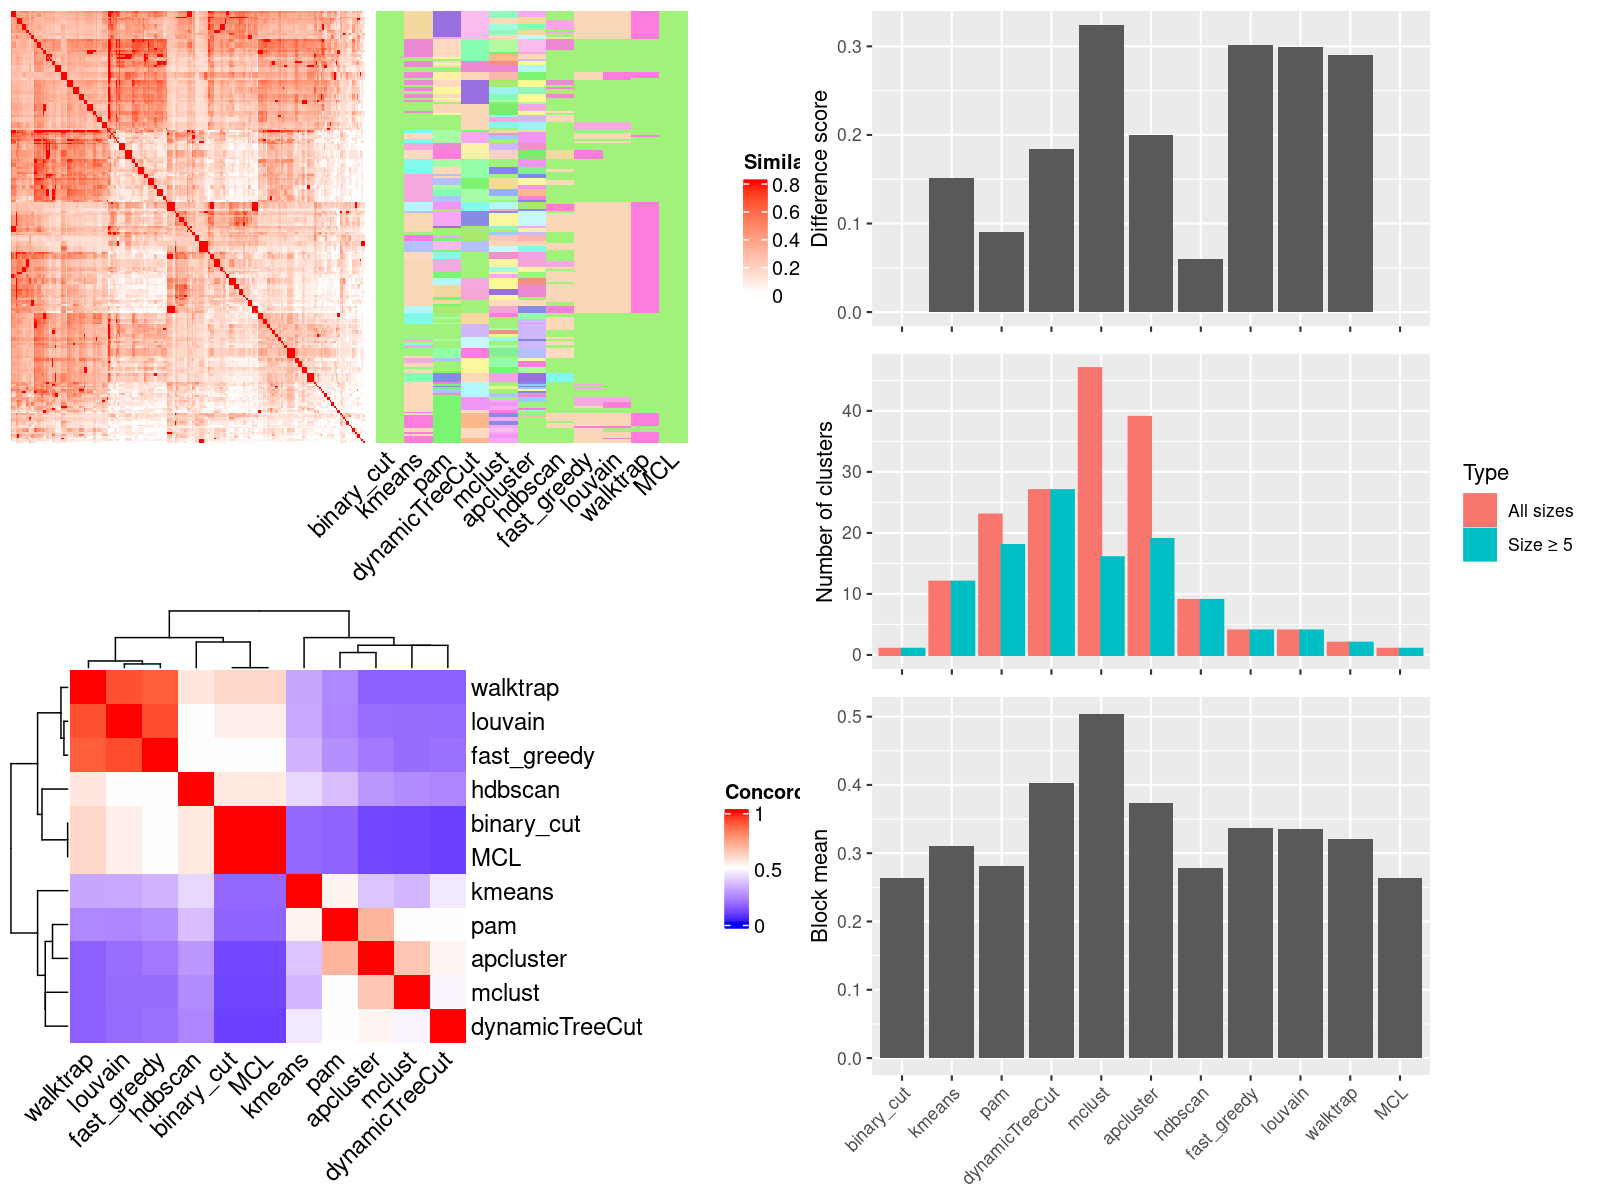 Simila
0.8
0.6
0.4
0.2
0
binary_cut
kmeans
pam
dynamicTreeCut
mclust
apcluster
hdbscan
fast_greedy
louvain
walktrap
MCL
walktrap
louvain
fast_greedy
hdbscan
binary_cut
MCL
kmeans
pam
apcluster
mclust
dynamicTreeCut
walktrap
louvain
fast_greedy
hdbscan
binary_cut
MCL
kmeans
pam
apcluster
mclust
dynamicTreeCut
Concord
1
0.5
0
Difference score
0.3
0.2
0.1
0.0
Number of clusters
40
30
20
10
0
Type
All sizes
Size ≥ 5
Block mean
0.5
0.4
0.3
0.2
0.1
0.0
binary_cut
kmeans
pam
dynamicTreeCut
mclust
apcluster
hdbscan
fast_greedy
louvain
walktrap
MCL